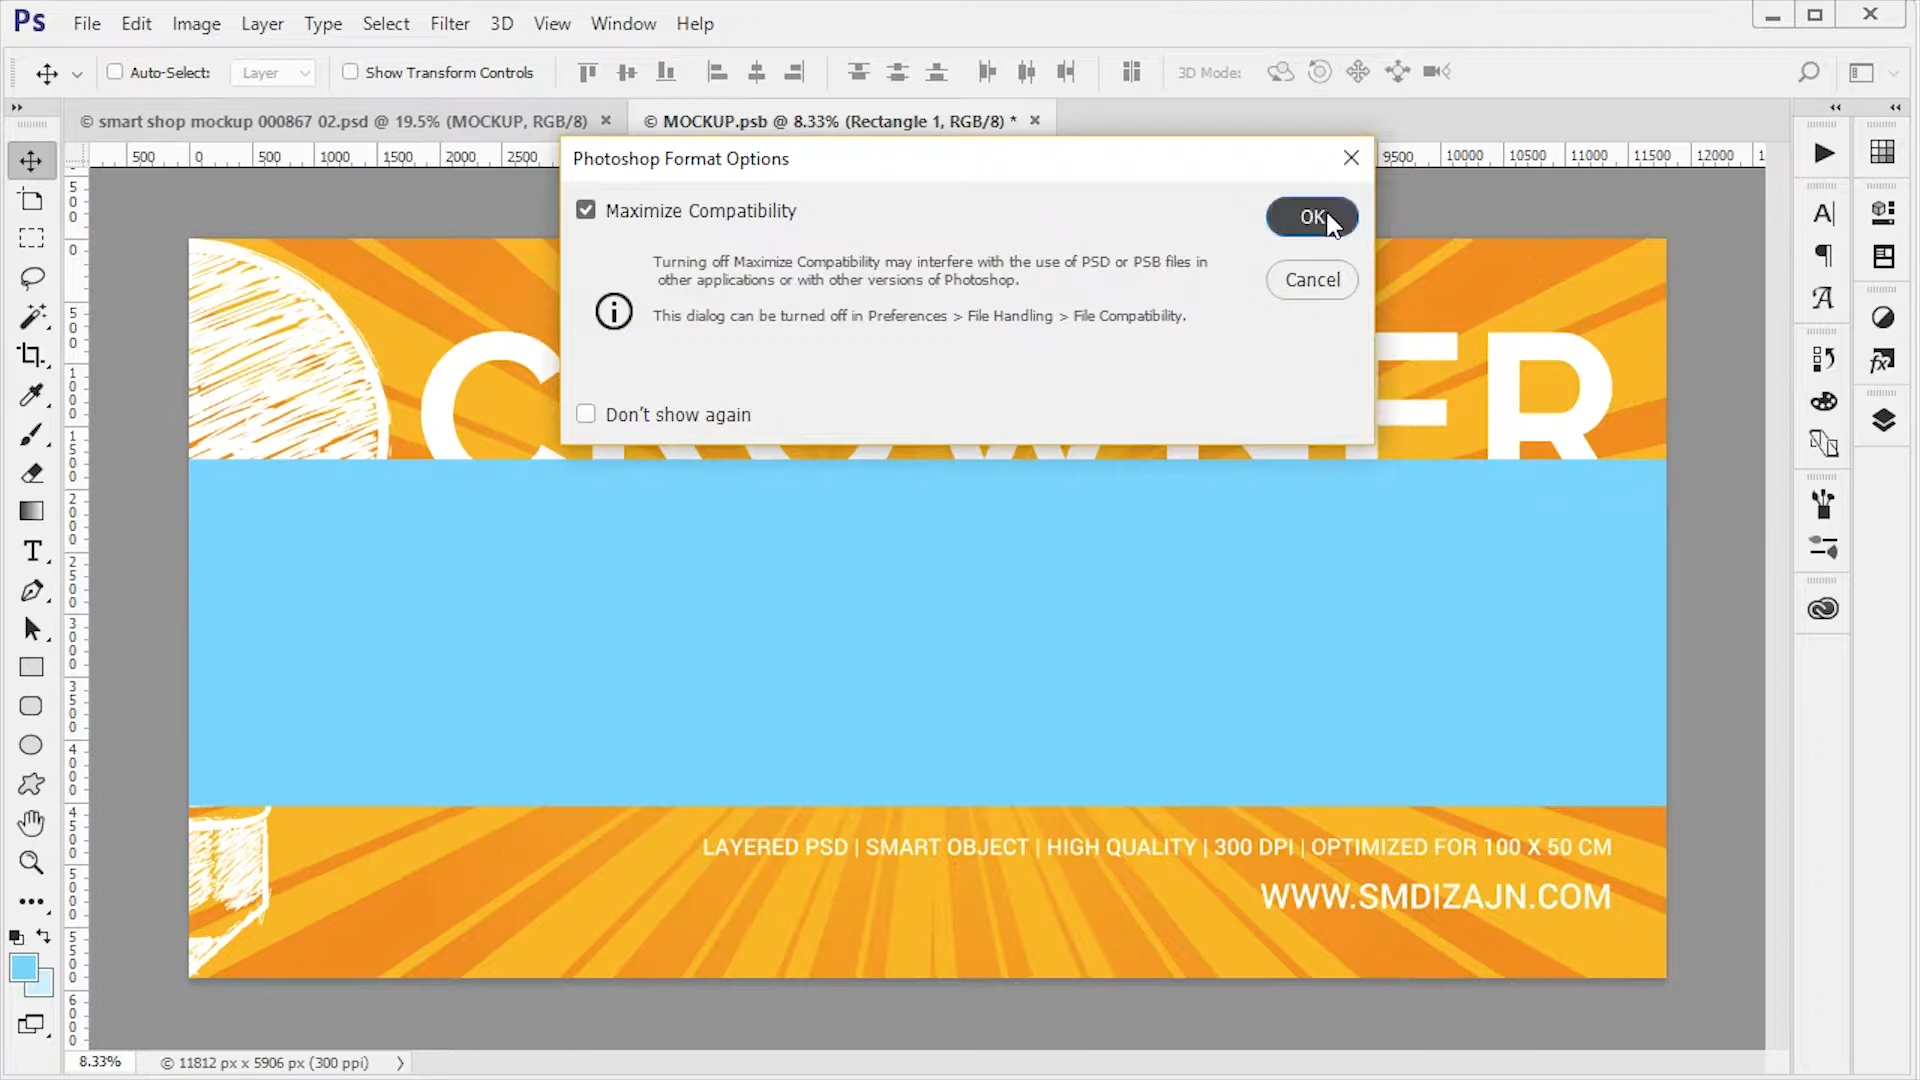 Ps File Edit Image Layer Type Select Filter 3D View Window Help
Auto-Select: Layer Show Transform Controls 3D Mode:
© smart shop mockup 000867 02.psd @ 19.5% (MOCKUP, RGB/8) × © MOCKUP.psb @ 8.33% (Rectangle 1, RGB/8) * ×
500 0 500 1000 1500 2000 2500 9500 10000 10500 11000 11500 12000
Photoshop Format Options
Maximize Compatibility
OK
Turning off Maximize Compatibility may interfere with the use of PSD or PSB files in
other applications or with other versions of Photoshop.
Cancel
This dialog can be turned off in Preferences > File Handling > File Compatibility.
Don't show again
LAYERED PSD | SMART OBJECT | HIGH QUALITY | 300 DPI | OPTIMIZED FOR 100 X 50 CM
WWW.SMDIZAJN.COM
8.33% © 11812 px x 5906 px (300 ppi)